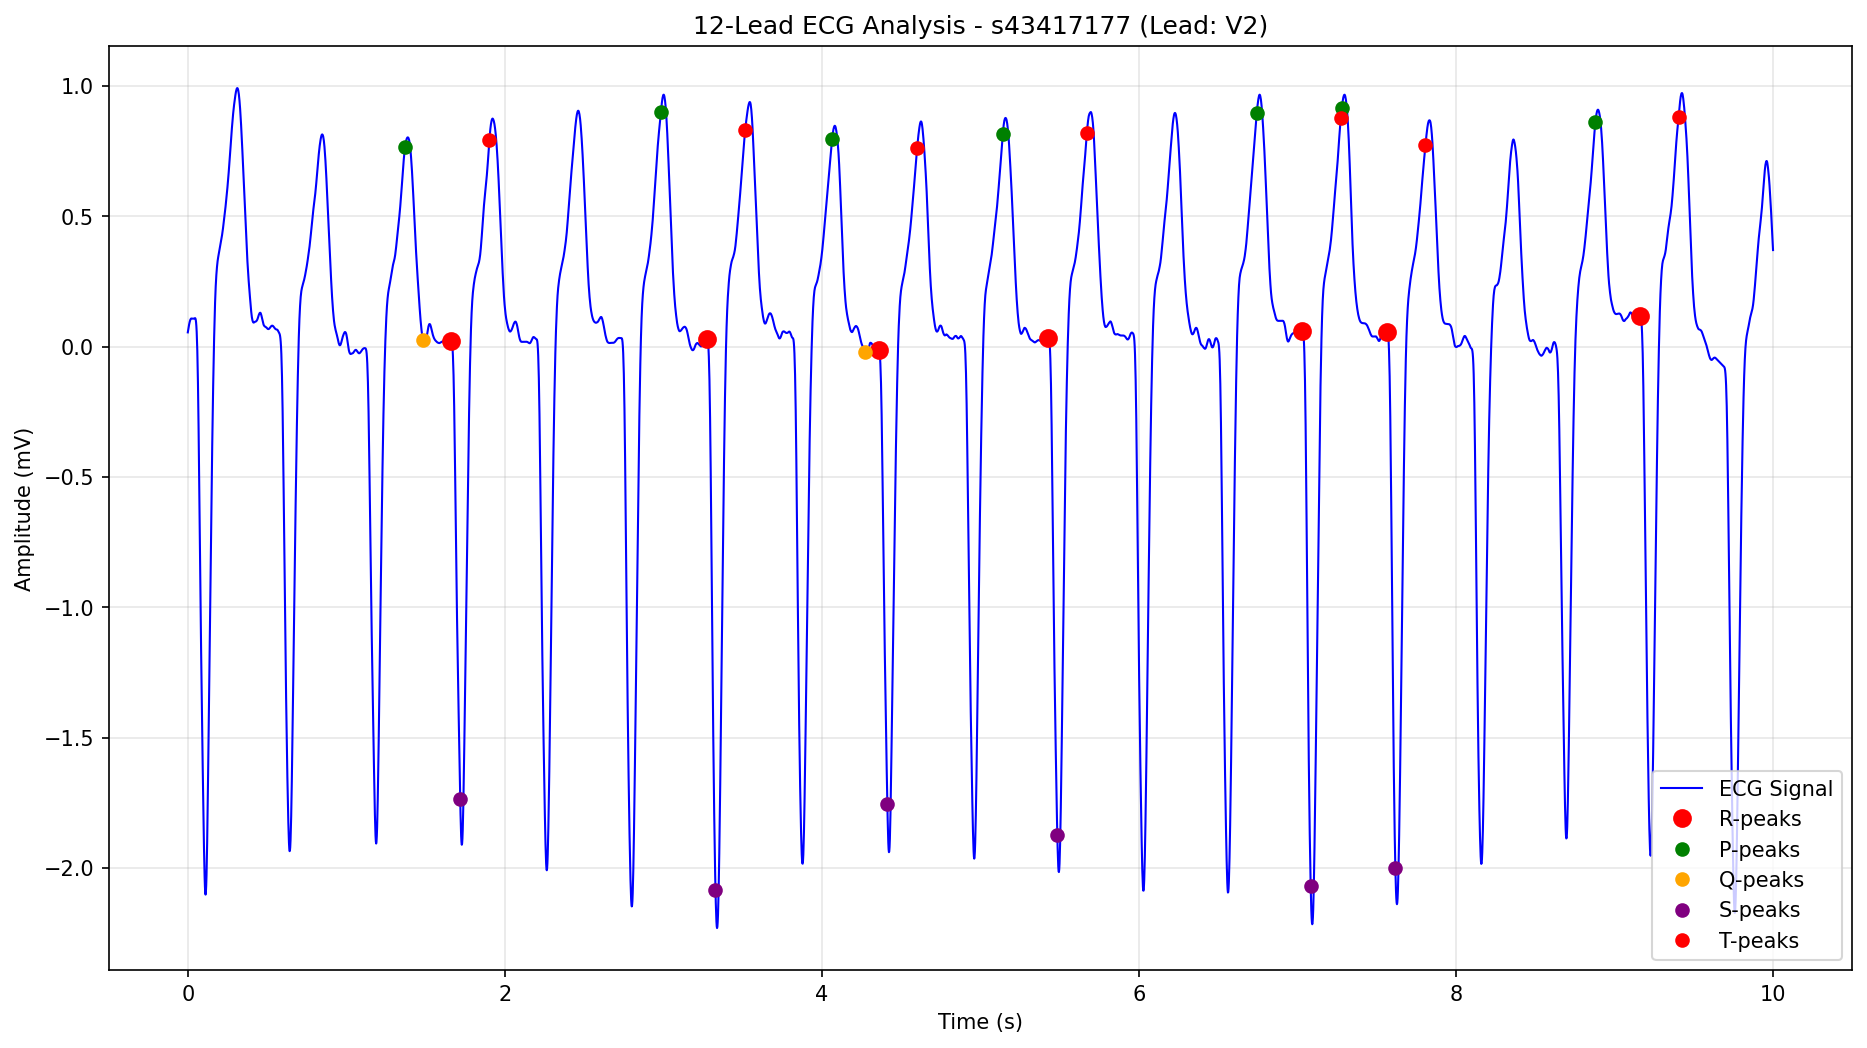 12-Lead ECG Analysis - s43417177 (Lead: V2)
Amplitude (mV)
1.0
0.5
0.0
−0.5
−1.0
−1.5
−2.0
ECG Signal
R-peaks
P-peaks
Q-peaks
S-peaks
T-peaks
0 2 4 6 8 10
Time (s)